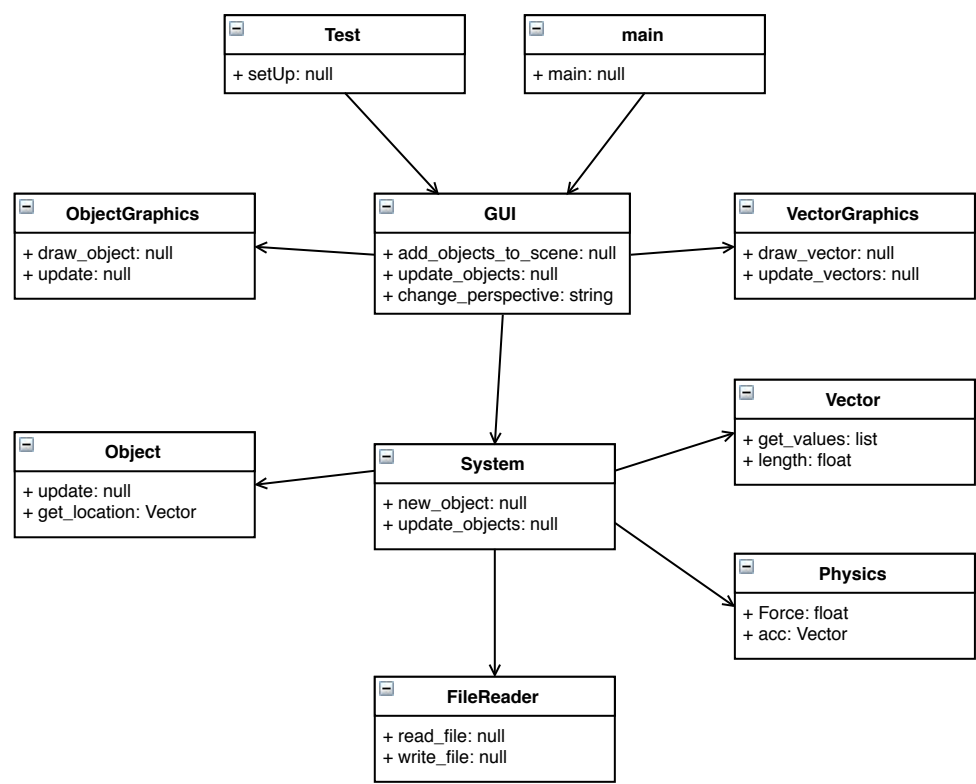 Test
+ setUp: null
main
+ main: null
ObjectGraphics
+ draw_object: null
+ update: null
GUI
+ add_objects_to_scene: null
+ update_objects: null
+ change_perspective: string
VectorGraphics
+ draw_vector: null
+ update_vectors: null
Object
+ update: null
+ get_location: Vector
System
+ new_object: null
+ update_objects: null
Vector
+ get_values: list
+ length: float
Physics
+ Force: float
+ acc: Vector
FileReader
+ read_file: null
+ write_file: null